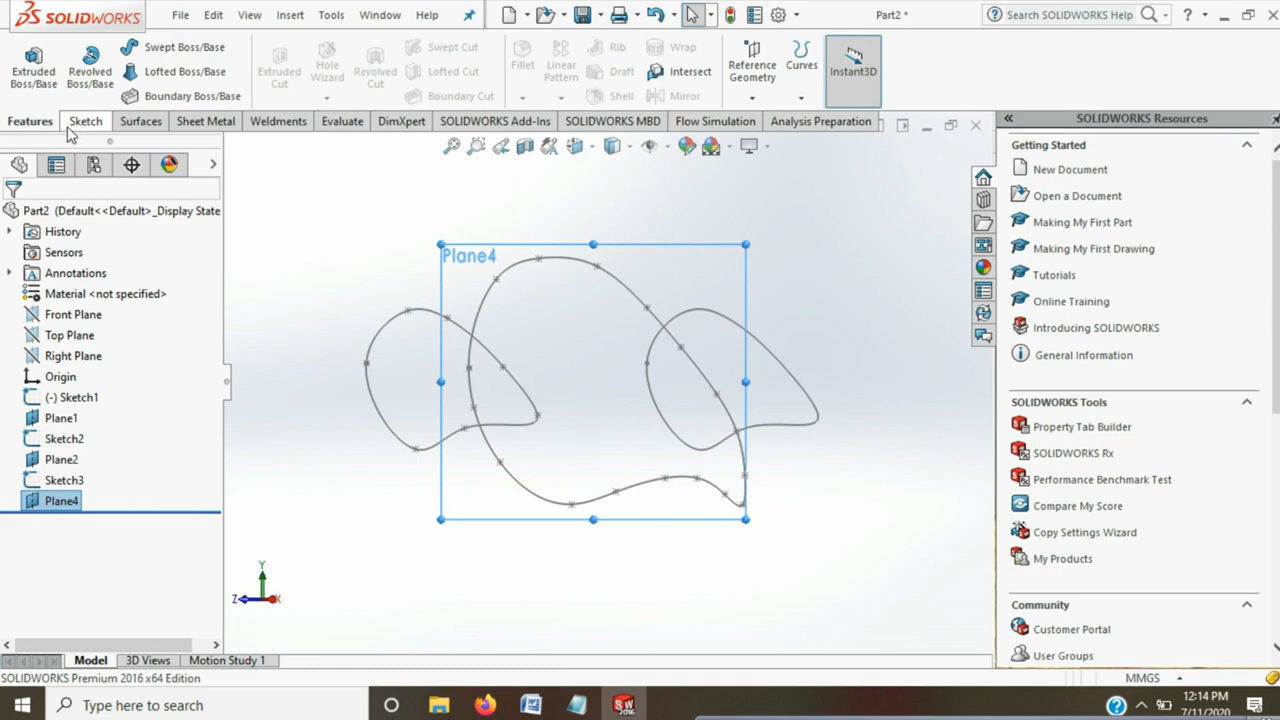 SOLIDWORKS File Edit View Insert Tools Window Help Part2 * Search SOLIDWORKS Help ?
Extruded Boss/Base
Revolved Boss/Base
Swept Boss/Base
Lofted Boss/Base
Boundary Boss/Base
Extruded Cut
Hole Wizard
Revolved Cut
Swept Cut
Lofted Cut
Boundary Cut
Fillet
Linear Pattern
Rib
Draft
Shell
Wrap
Intersect
Mirror
Reference Geometry
Curves
Instant3D
Features Sketch Surfaces Sheet Metal Weldments Evaluate DimXpert SOLIDWORKS Add-Ins SOLIDWORKS MBD Flow Simulation Analysis Preparation
Part2 (Default<<Default>_Display State
History
Sensors
Annotations
Material <not specified>
Front Plane
Top Plane
Right Plane
Origin
(-) Sketch1
Plane1
Sketch2
Plane2
Sketch3
Plane4
Plane4
Y
Z
X
SOLIDWORKS Resources
Getting Started
New Document
Open a Document
Making My First Part
Making My First Drawing
Tutorials
Online Training
Introducing SOLIDWORKS
General Information
SOLIDWORKS Tools
Property Tab Builder
SOLIDWORKS Rx
Performance Benchmark Test
Compare My Score
Copy Settings Wizard
My Products
Community
Customer Portal
User Groups
Model 3D Views Motion Study 1
SOLIDWORKS Premium 2016 x64 Edition MMGS
Type here to search
12:14 PM
7/11/2020